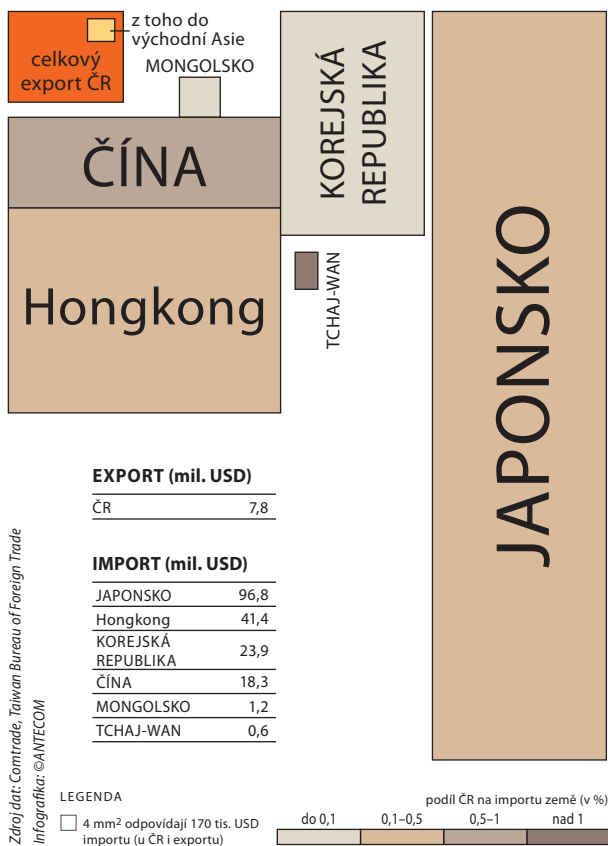 celkový
export ČR
z toho do
východní Asie
MONGOLSKO
KOREJSKÁ
REPUBLIKA
ČÍNA
Hongkong
TCHAJ-WAN
JAPONSKO
EXPORT (mil. USD)
ČR 7,8
IMPORT (mil. USD)
JAPONSKO 96,8
Hongkong 41,4
KOREJSKÁ
REPUBLIKA 23,9
ČÍNA 18,3
MONGOLSKO 1,2
TCHAJ-WAN 0,6
Zdroj dat: Comtrade, Taiwan Bureau of Foreign Trade
Infografika: ©ANTECOM
LEGENDA
4 mm² odpovídají 170 tis. USD
importu (u ČR i exportu)
podíl ČR na importu země (v %)
do 0,1 0,1–0,5 0,5–1 nad 1